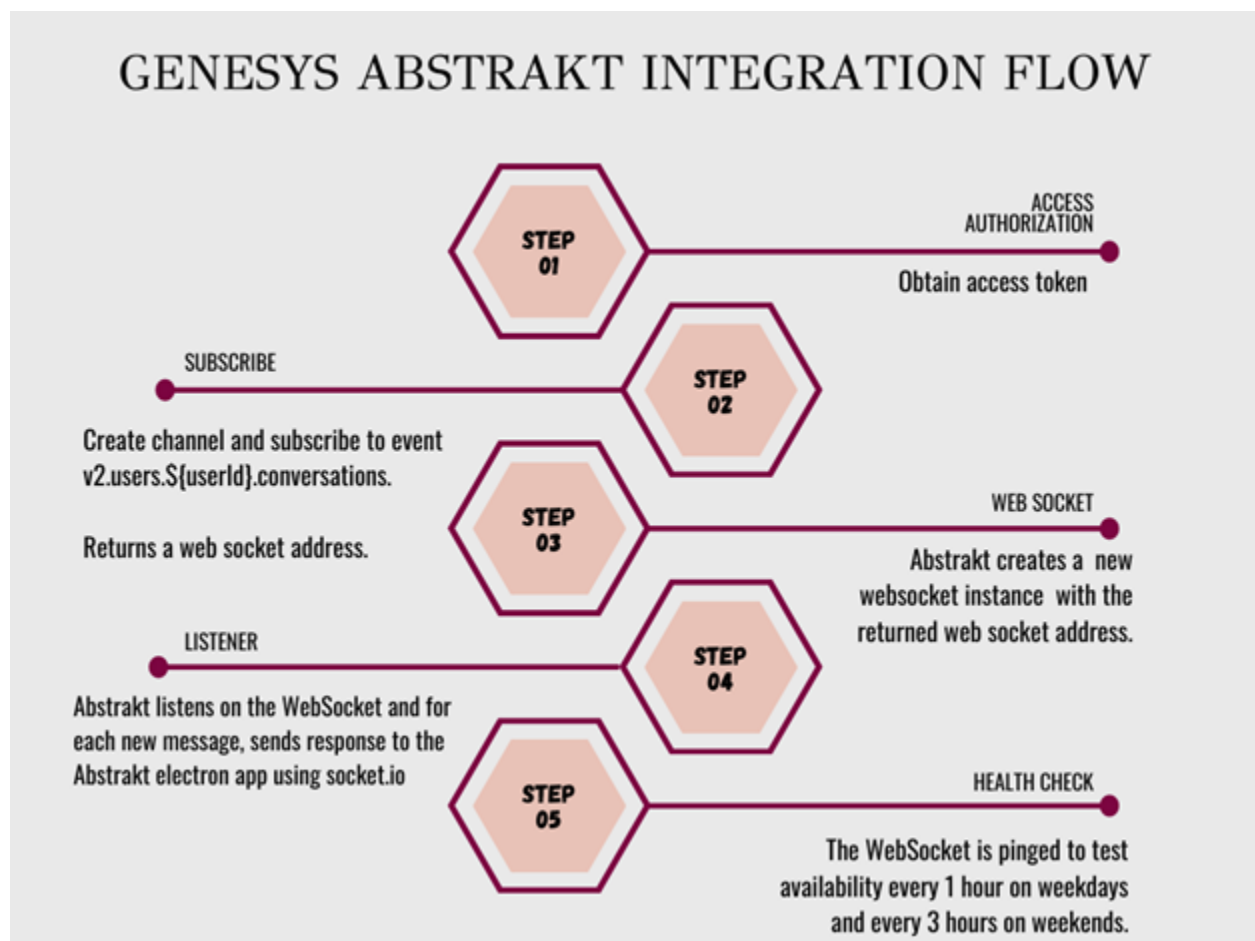 GENESYS ABSTRAKT INTEGRATION FLOW
STEP
01
ACCESS
AUTHORIZATION
Obtain access token
STEP
02
SUBSCRIBE
Create channel and subscribe to event
v2.users.${userId}.conversations.
Returns a web socket address.
STEP
03
WEB SOCKET
Abstrakt creates a  new
websocket instance  with the
returned web socket address.
STEP
04
LISTENER
Abstrakt listens on the WebSocket and for
each new message, sends response to the
Abstrakt electron app using socket.io
STEP
05
HEALTH CHECK
The WebSocket is pinged to test
availability every 1 hour on weekdays
and every 3 hours on weekends.